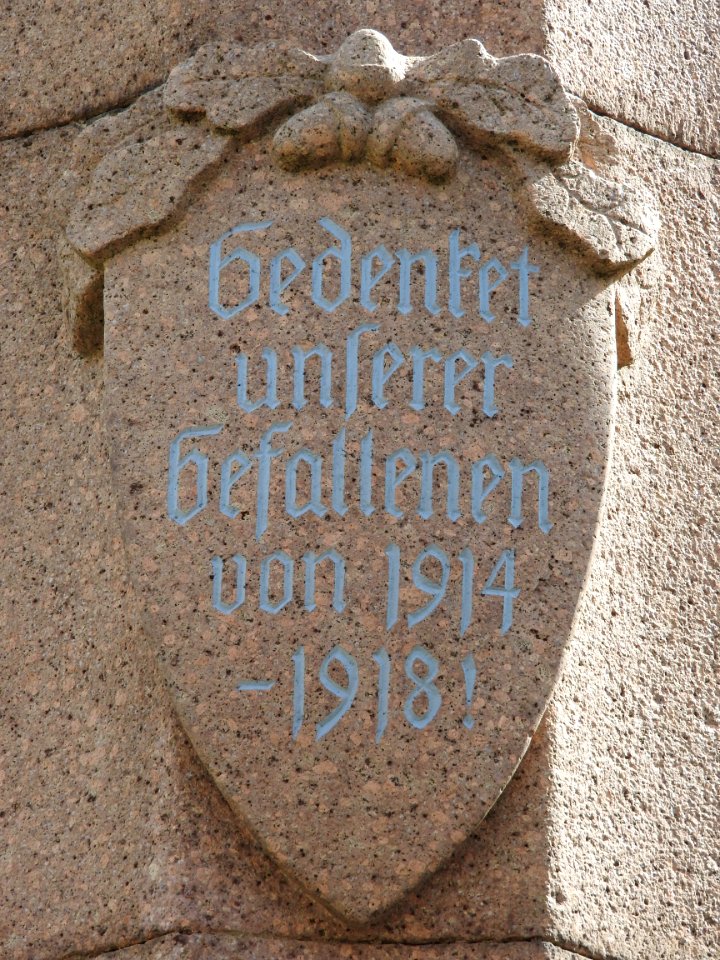 Gedenket
unserer
Gefallenen
von 1914
- 1918!